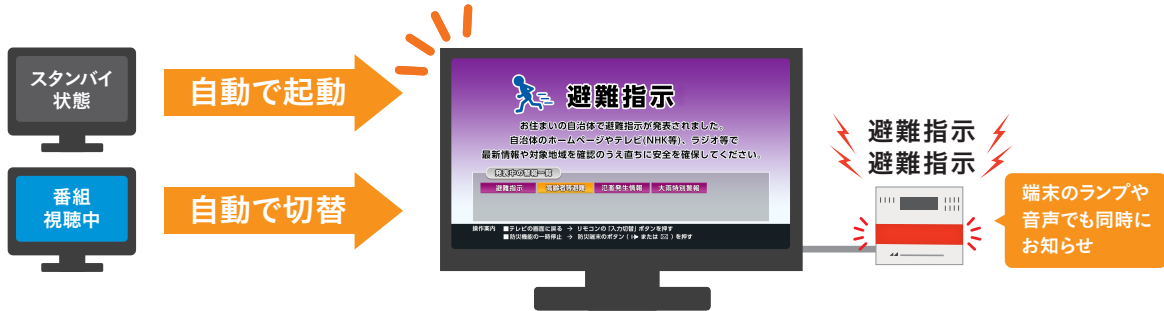 スタンバイ
状態
自動で起動
番組
視聴中
自動で切替
避難指示
お住まいの自治体で避難指示が発表されました。
自治体のホームページやテレビ(NHK等)、ラジオ等で
最新情報や対象地域を確認のうえ直ちに安全を確保してください。
発表中の警報一覧
避難指示 高齢者等避難 氾濫発生情報 大雨特別警報
操作案内 ■テレビの画面に戻る → リモコンの「入力切替」ボタンを押す
■防災機能の一時停止 → 防災端末のボタン ( I▶ または ✉ ) を押す
避難指示
避難指示
端末のランプや
音声でも同時に
お知らせ